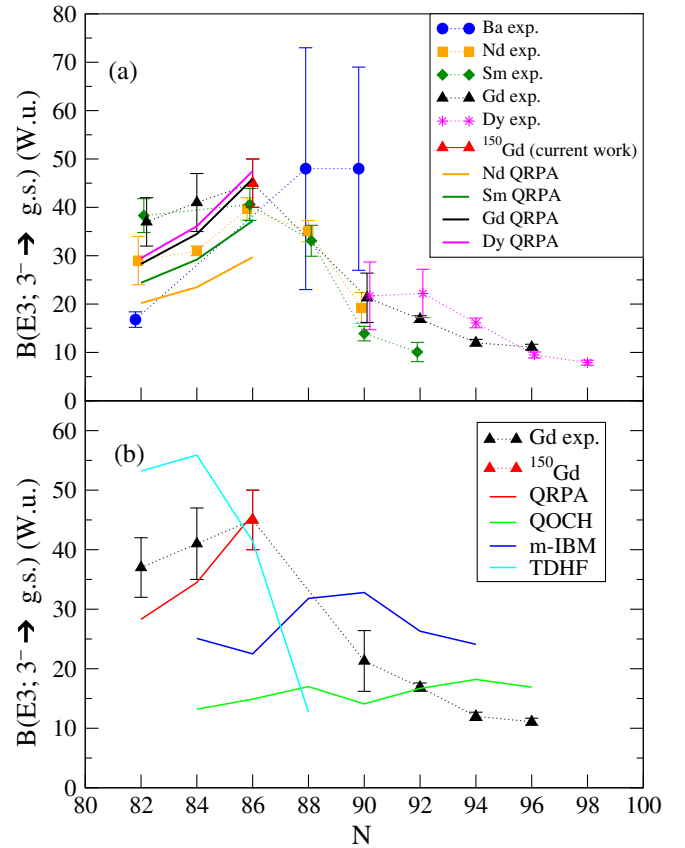 80
70
60
50
40
30
20
10
0
B(E3; 3⁻ ➔ g.s.) (W.u.)
(a)
Ba exp.
Nd exp.
Sm exp.
Gd exp.
Dy exp.
¹⁵⁰Gd (current work)
Nd QRPA
Sm QRPA
Gd QRPA
Dy QRPA
60
50
40
30
20
10
0
B(E3; 3⁻ ➔ g.s.) (W.u.)
(b)
Gd exp.
¹⁵⁰Gd
QRPA
QOCH
m-IBM
TDHF
80 82 84 86 88 90 92 94 96 98 100
N